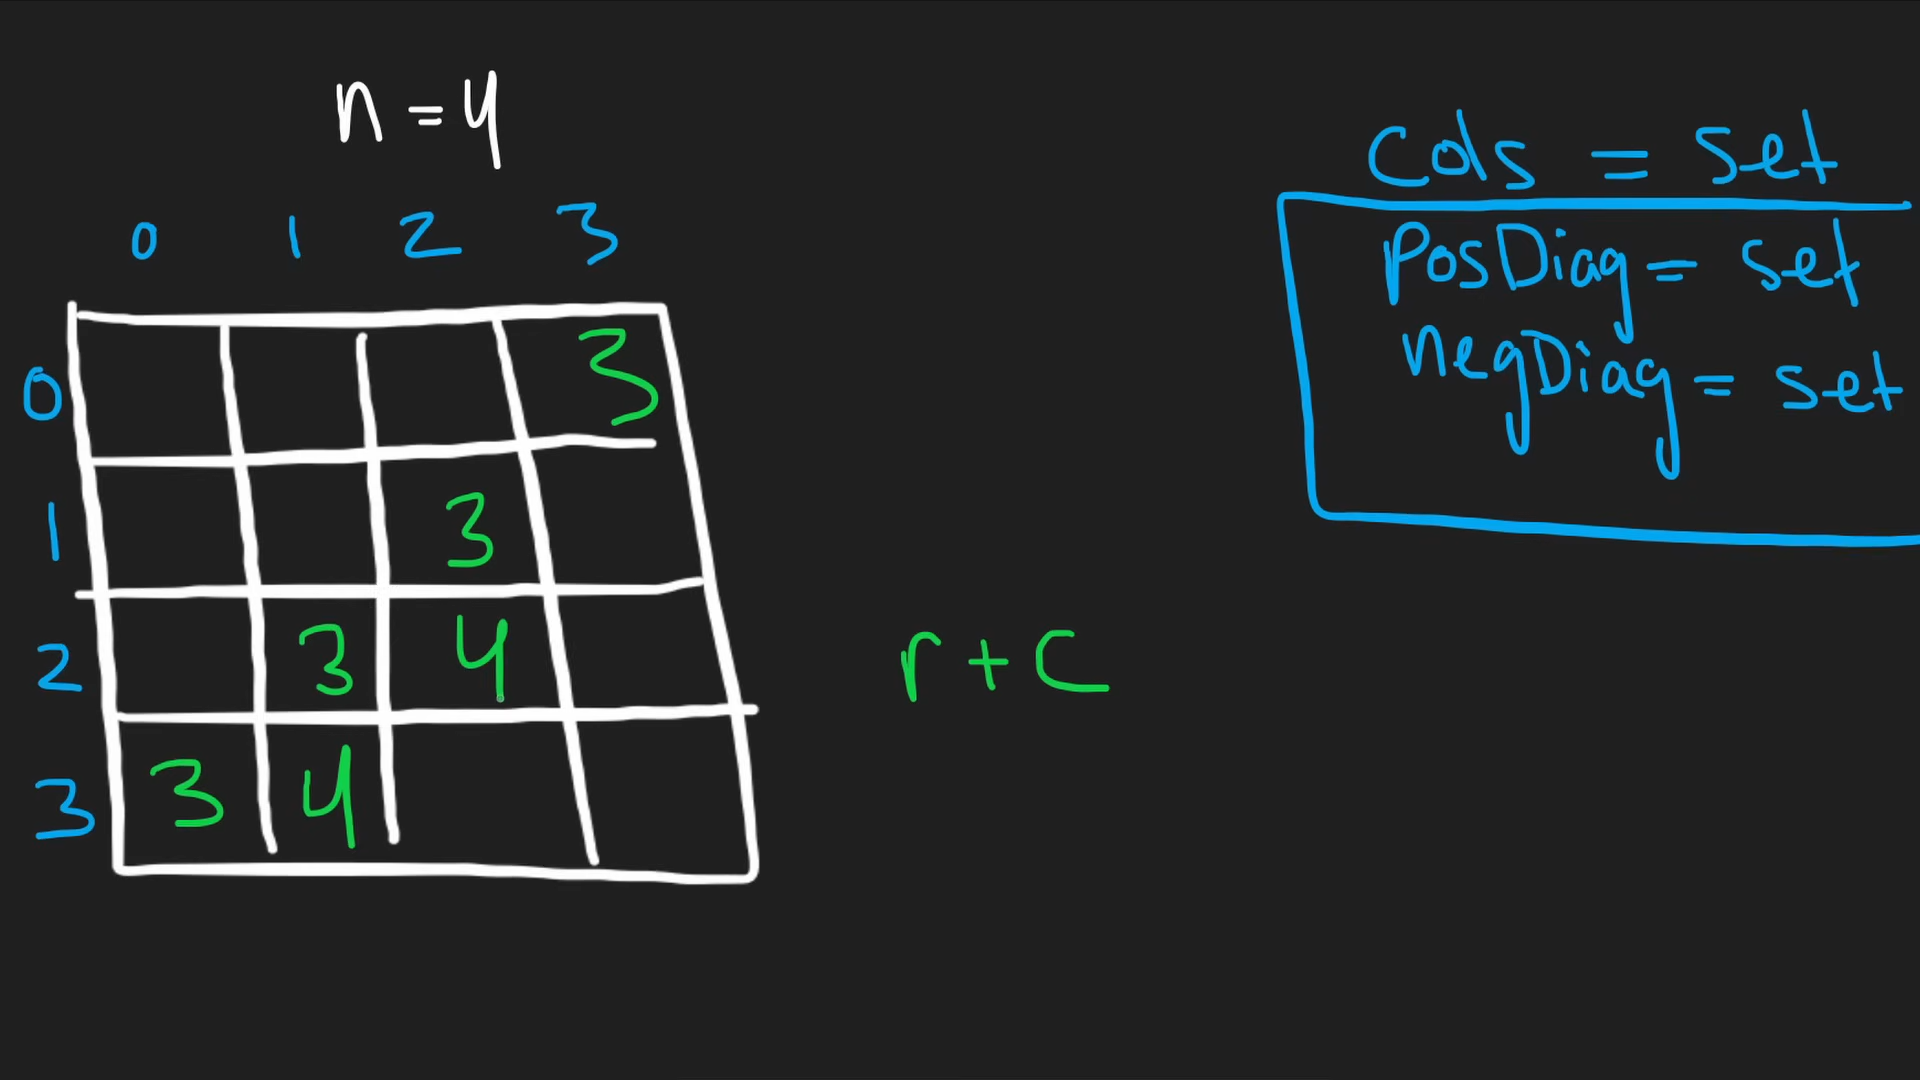 n = 4
0 1 2 3
0 3
1 3
2 3 4
3 3 4
r + c
Cols = set
PosDiag = set
negDiag = set